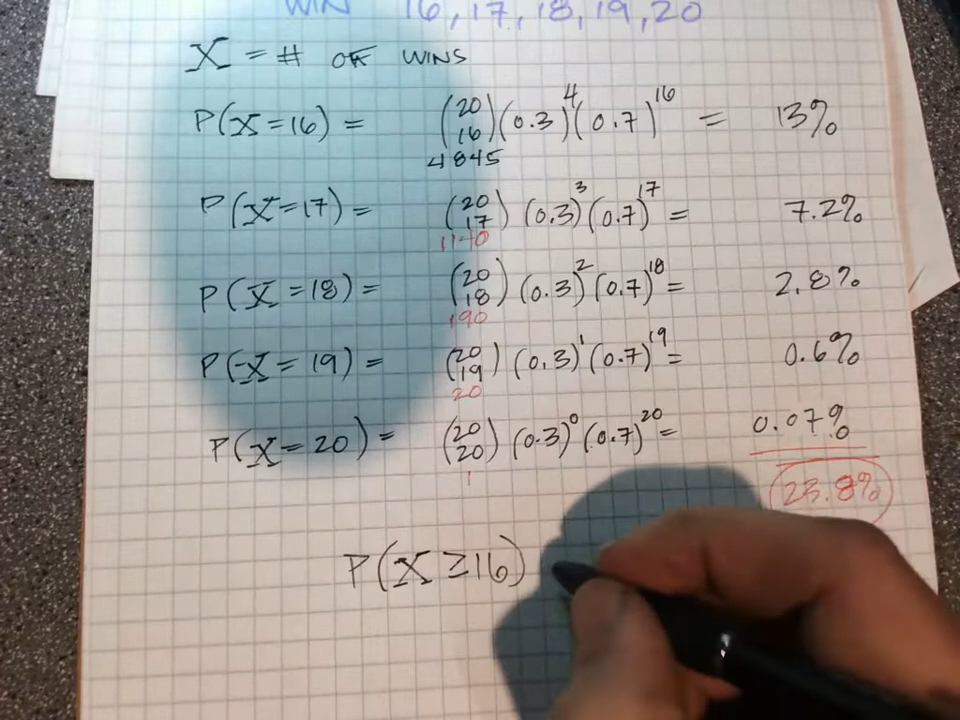 WIN 16, 17, 18, 19, 20
X = # OF WINS
P(X=16) = (20 16)(0.3)^4(0.7)^16 = 13%
4845
P(X=17) = (20 17)(0.3)^3(0.7)^17 = 7.2%
1140
P(X=18) = (20 18)(0.3)^2(0.7)^18 = 2.8%
190
P(X=19) = (20 19)(0.3)^1(0.7)^19 = 0.6%
20
P(X=20) = (20 20)(0.3)^0(0.7)^20 = 0.07%
1
23.8%
P(X≥16)